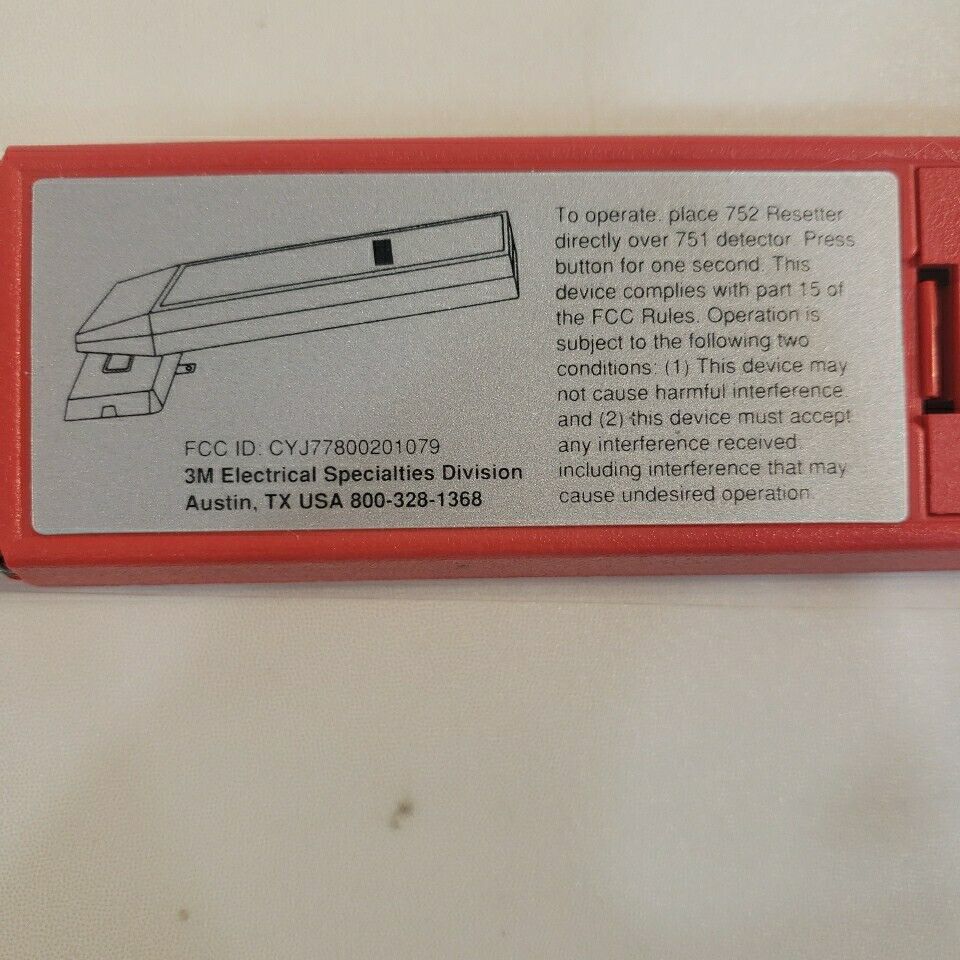 To operate, place 752 Resetter
directly over 751 detector. Press
button for one second. This
device complies with part 15 of
the FCC Rules. Operation is
subject to the following two
conditions: (1) This device may
not cause harmful interference,
and (2) this device must accept
any interference received,
including interference that may
cause undesired operation.
FCC ID: CYJ77800201079
3M Electrical Specialties Division
Austin, TX USA 800-328-1368